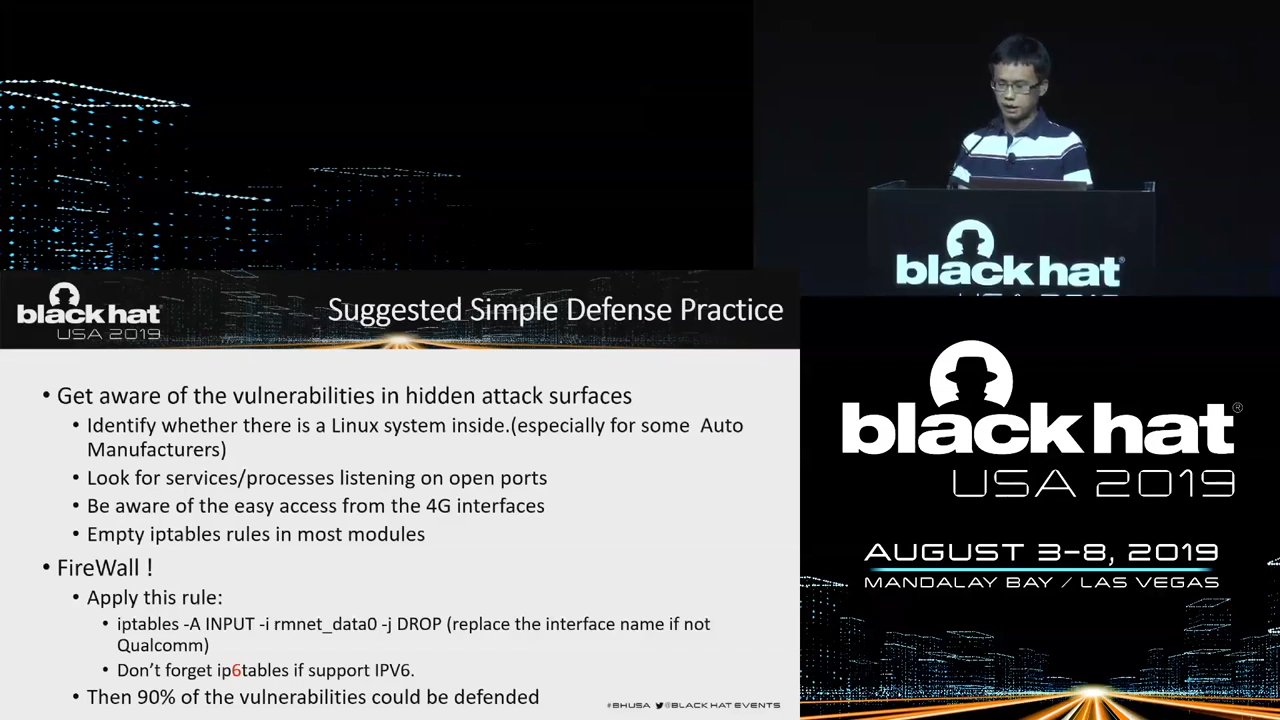 black hat®
black hat
USA 2019
Suggested Simple Defense Practice
• Get aware of the vulnerabilities in hidden attack surfaces
• Identify whether there is a Linux system inside.(especially for some  Auto
Manufacturers)
• Look for services/processes listening on open ports
• Be aware of the easy access from the 4G interfaces
• Empty iptables rules in most modules
• FireWall !
• Apply this rule:
• iptables -A INPUT -i rmnet_data0 -j DROP (replace the interface name if not
Qualcomm)
• Don’t forget ip6tables if support IPV6.
• Then 90% of the vulnerabilities could be defended
#BHUSA @BLACK HAT EVENTS
black hat®
USA 2019
AUGUST 3-8, 2019
MANDALAY BAY / LAS VEGAS